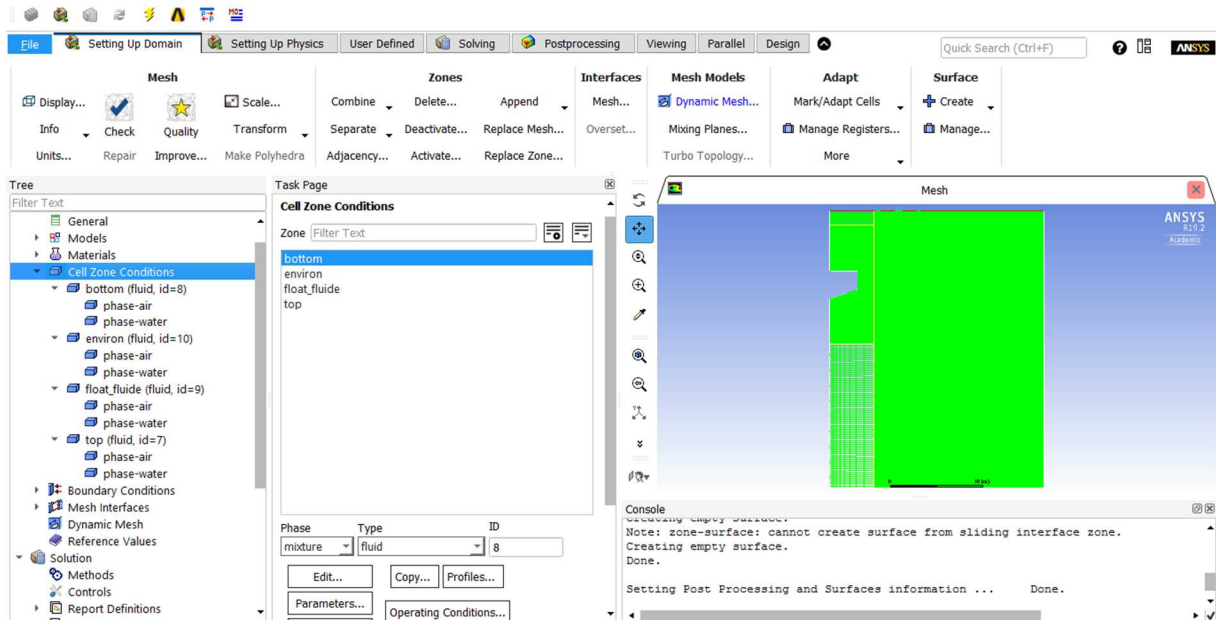 File
Setting Up Domain
Setting Up Physics
User Defined
Solving
Postprocessing
Viewing
Parallel
Design
Quick Search (Ctrl+F)
ANSYS
Mesh
Zones
Interfaces
Mesh Models
Adapt
Surface
Display...
Scale...
Combine
Delete...
Append
Mesh...
Dynamic Mesh...
Mark/Adapt Cells
Create
Info
Check
Quality
Transform
Separate
Deactivate...
Replace Mesh...
Overset...
Mixing Planes...
Manage Registers...
Manage...
Units...
Repair
Improve...
Make Polyhedra
Adjacency...
Activate...
Replace Zone...
Turbo Topology...
More
Tree
Filter Text
General
Models
Materials
Cell Zone Conditions
bottom (fluid, id=8)
phase-air
phase-water
environ (fluid, id=10)
phase-air
phase-water
float_fluide (fluid, id=9)
phase-air
phase-water
top (fluid, id=7)
phase-air
phase-water
Boundary Conditions
Mesh Interfaces
Dynamic Mesh
Reference Values
Solution
Methods
Controls
Report Definitions
Task Page
Cell Zone Conditions
Zone Filter Text
bottom
environ
float_fluide
top
Phase
Type
ID
mixture
fluid
8
Edit...
Copy...
Profiles...
Parameters...
Operating Conditions...
Mesh
ANSYS
R19.2
Academic
0
10 (m)
Console
Creating empty surface.
Note: zone-surface: cannot create surface from sliding interface zone.
Creating empty surface.
Done.
Setting Post Processing and Surfaces information ... Done.